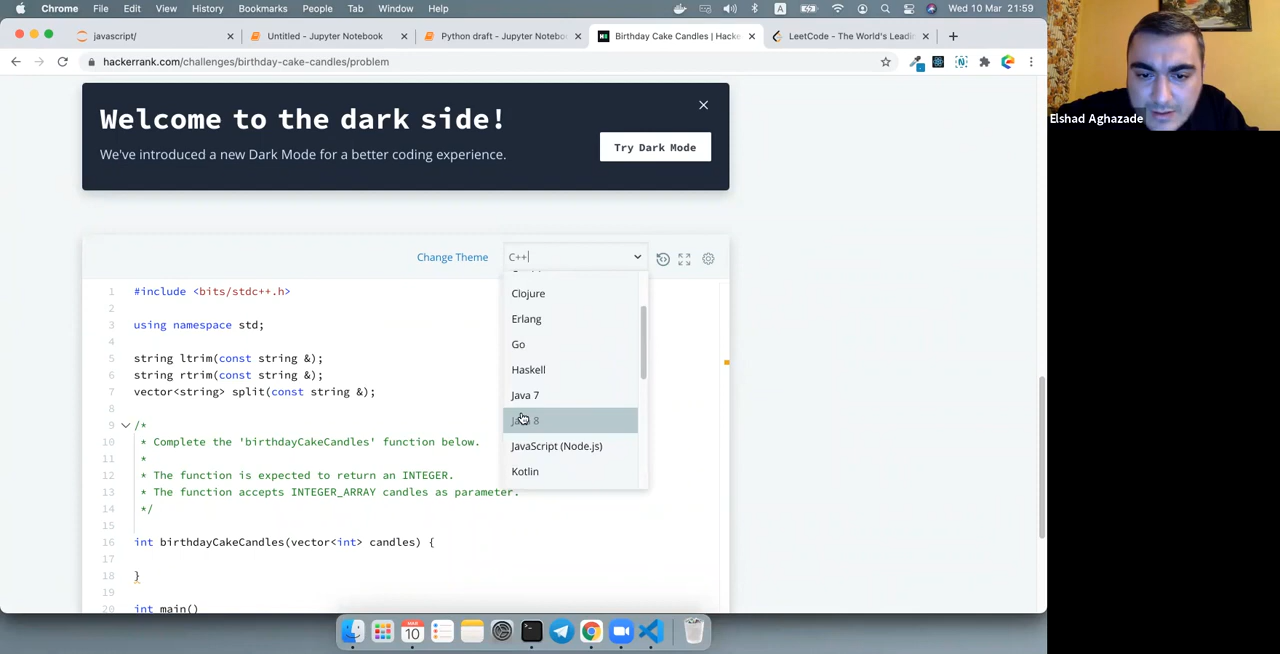 Chrome File Edit View History Bookmarks People Tab Window Help A Wed 10 Mar 21:59
javascript/ Untitled - Jupyter Notebook Python draft - Jupyter Notebo Birthday Cake Candles | Hacke LeetCode - The World's Leadin
hackerrank.com/challenges/birthday-cake-candles/problem
Elshad Aghazade
Welcome to the dark side!
We've introduced a new Dark Mode for a better coding experience.
Try Dark Mode
Change Theme C++
Clojure
Erlang
Go
Haskell
Java 7
8
JavaScript (Node.js)
Kotlin
1 #include <bits/stdc++.h>
2
3 using namespace std;
4
5 string ltrim(const string &);
6 string rtrim(const string &);
7 vector<string> split(const string &);
8
9 /*
10 * Complete the 'birthdayCakeCandles' function below.
11 *
12 * The function is expected to return an INTEGER.
13 * The function accepts INTEGER_ARRAY candles as parameter.
14 */
15
16 int birthdayCakeCandles(vector<int> candles) {
17
18 }
19
20 int main()
MAR
10